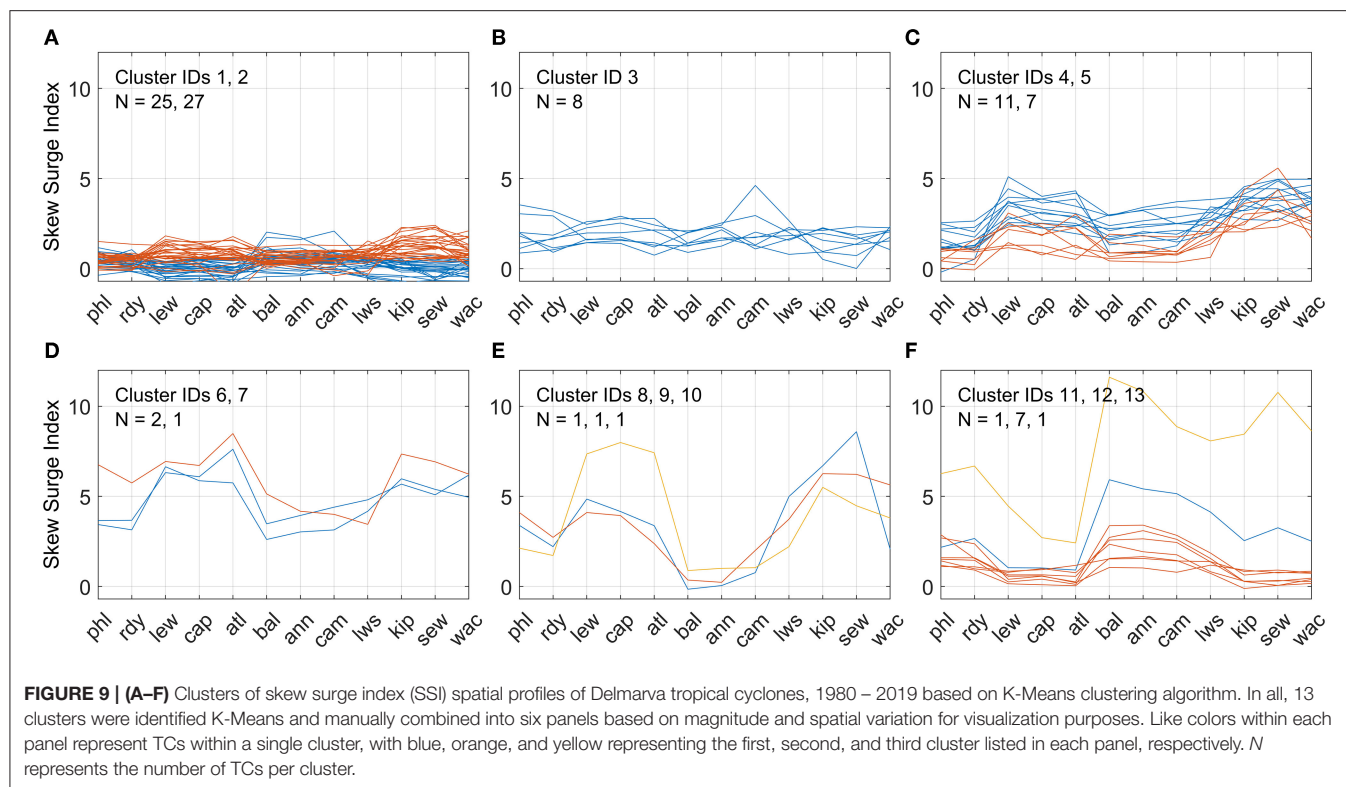 A
B
C
Skew Surge Index
10
5
0
Cluster IDs 1, 2
N = 25, 27
Cluster ID 3
N = 8
Cluster IDs 4, 5
N = 11, 7
10
5
0
10
5
0
phl rdy lew cap atl bal ann cam lws kip sew wac
phl rdy lew cap atl bal ann cam lws kip sew wac
phl rdy lew cap atl bal ann cam lws kip sew wac
D
E
F
Skew Surge Index
10
5
0
Cluster IDs 6, 7
N = 2, 1
Cluster IDs 8, 9, 10
N = 1, 1, 1
Cluster IDs 11, 12, 13
N = 1, 7, 1
10
5
0
10
5
0
phl rdy lew cap atl bal ann cam lws kip sew wac
phl rdy lew cap atl bal ann cam lws kip sew wac
phl rdy lew cap atl bal ann cam lws kip sew wac
FIGURE 9 | (A–F) Clusters of skew surge index (SSI) spatial profiles of Delmarva tropical cyclones, 1980 – 2019 based on K-Means clustering algorithm. In all, 13
clusters were identified K-Means and manually combined into six panels based on magnitude and spatial variation for visualization purposes. Like colors within each
panel represent TCs within a single cluster, with blue, orange, and yellow representing the first, second, and third cluster listed in each panel, respectively. N
represents the number of TCs per cluster.